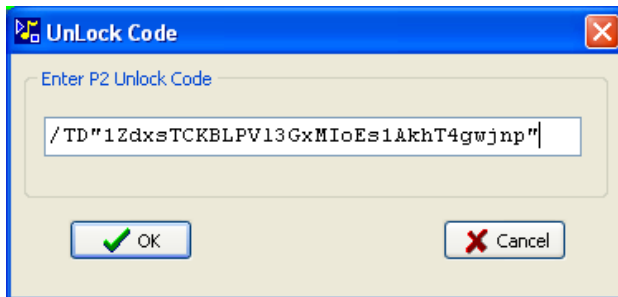 UnLock Code
Enter P2 Unlock Code
/TD"1ZdxsTCKBLPVl3GxMIoEs1AkhT4gwjnp"
OK
Cancel